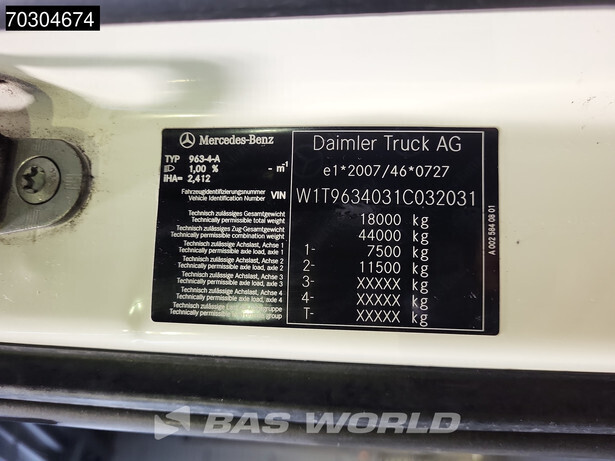 70304674
Mercedes-Benz
Daimler Truck AG
TYP 963-4-A
1,00 % - m-1
iHA= 2,412
e1*2007/46*0727
Fahrzeugidentifizierungsnummer
Vehicle Identification Number VIN
W1T9634031C032031
Technisch zulässiges Gesamtgewicht
Technically permissible total weight
18000 kg
Technisch zulässiges Zug-Gesamtgewicht
Technically permissible combination weight
44000 kg
Technisch zulässige Achslast, Achse 1
Technically permissible axle load, axle 1
1- 7500 kg
Technisch zulässige Achslast, Achse 2
Technically permissible axle load, axle 2
2- 11500 kg
Technisch zulässige Achslast, Achse 3
Technically permissible axle load, axle 3
3- XXXXX kg
Technisch zulässige Achslast, Achse 4
Technically permissible axle load, axle 4
4- XXXXX kg
Technisch zulässige
Technically permissible group
T- XXXXX kg
A 002 584 08 01
BAS WORLD